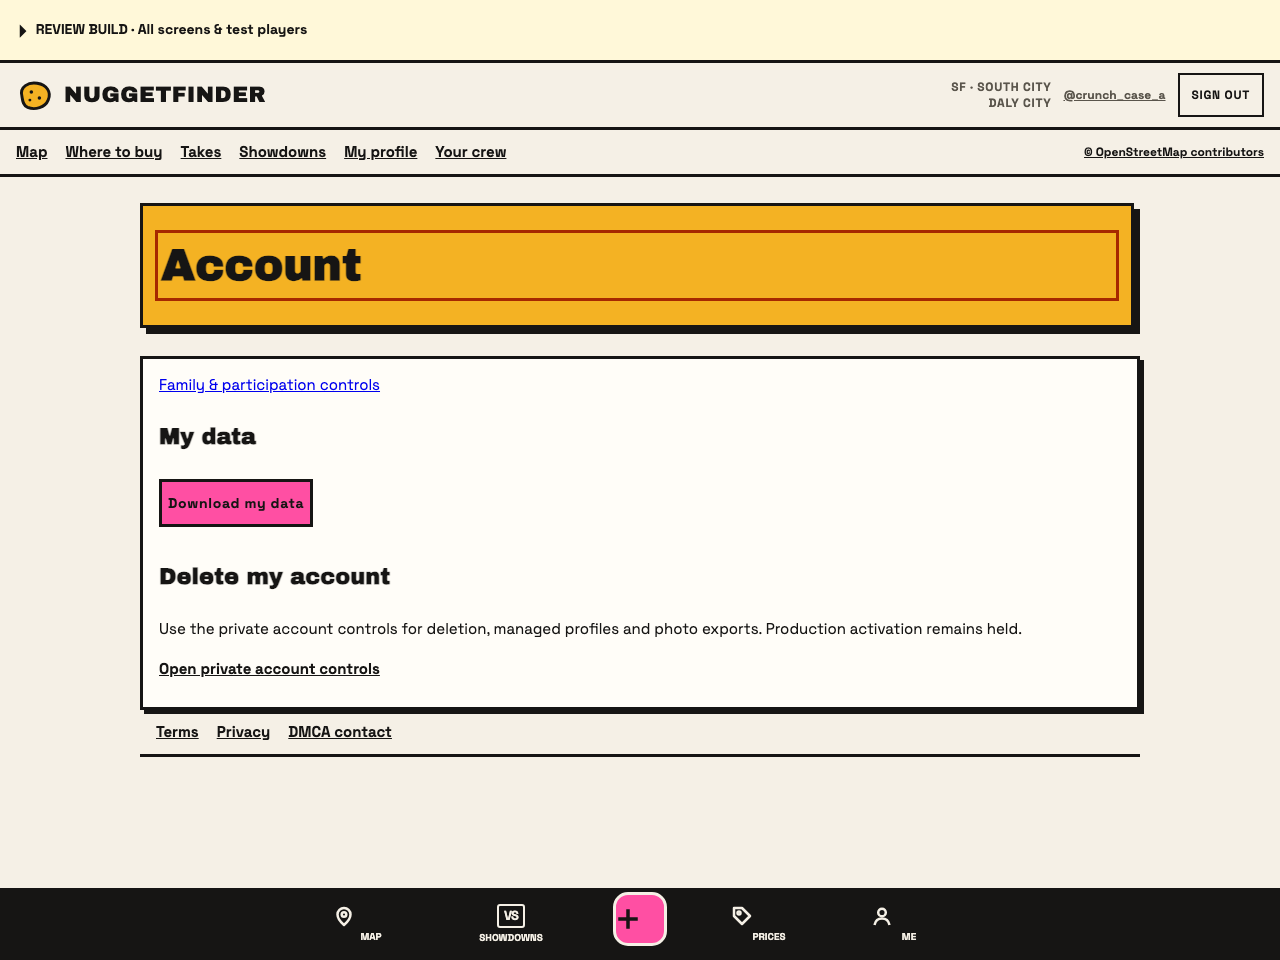 REVIEW BUILD · All screens & test players
NUGGETFINDER
SF · SOUTH CITY
DALY CITY
@crunch_case_a
SIGN OUT
Map Where to buy Takes Showdowns My profile Your crew
© OpenStreetMap contributors
Account
Family & participation controls
My data
Download my data
Delete my account
Use the private account controls for deletion, managed profiles and photo exports. Production activation remains held.
Open private account controls
Terms Privacy DMCA contact
MAP
VS
SHOWDOWNS
+
PRICES
ME